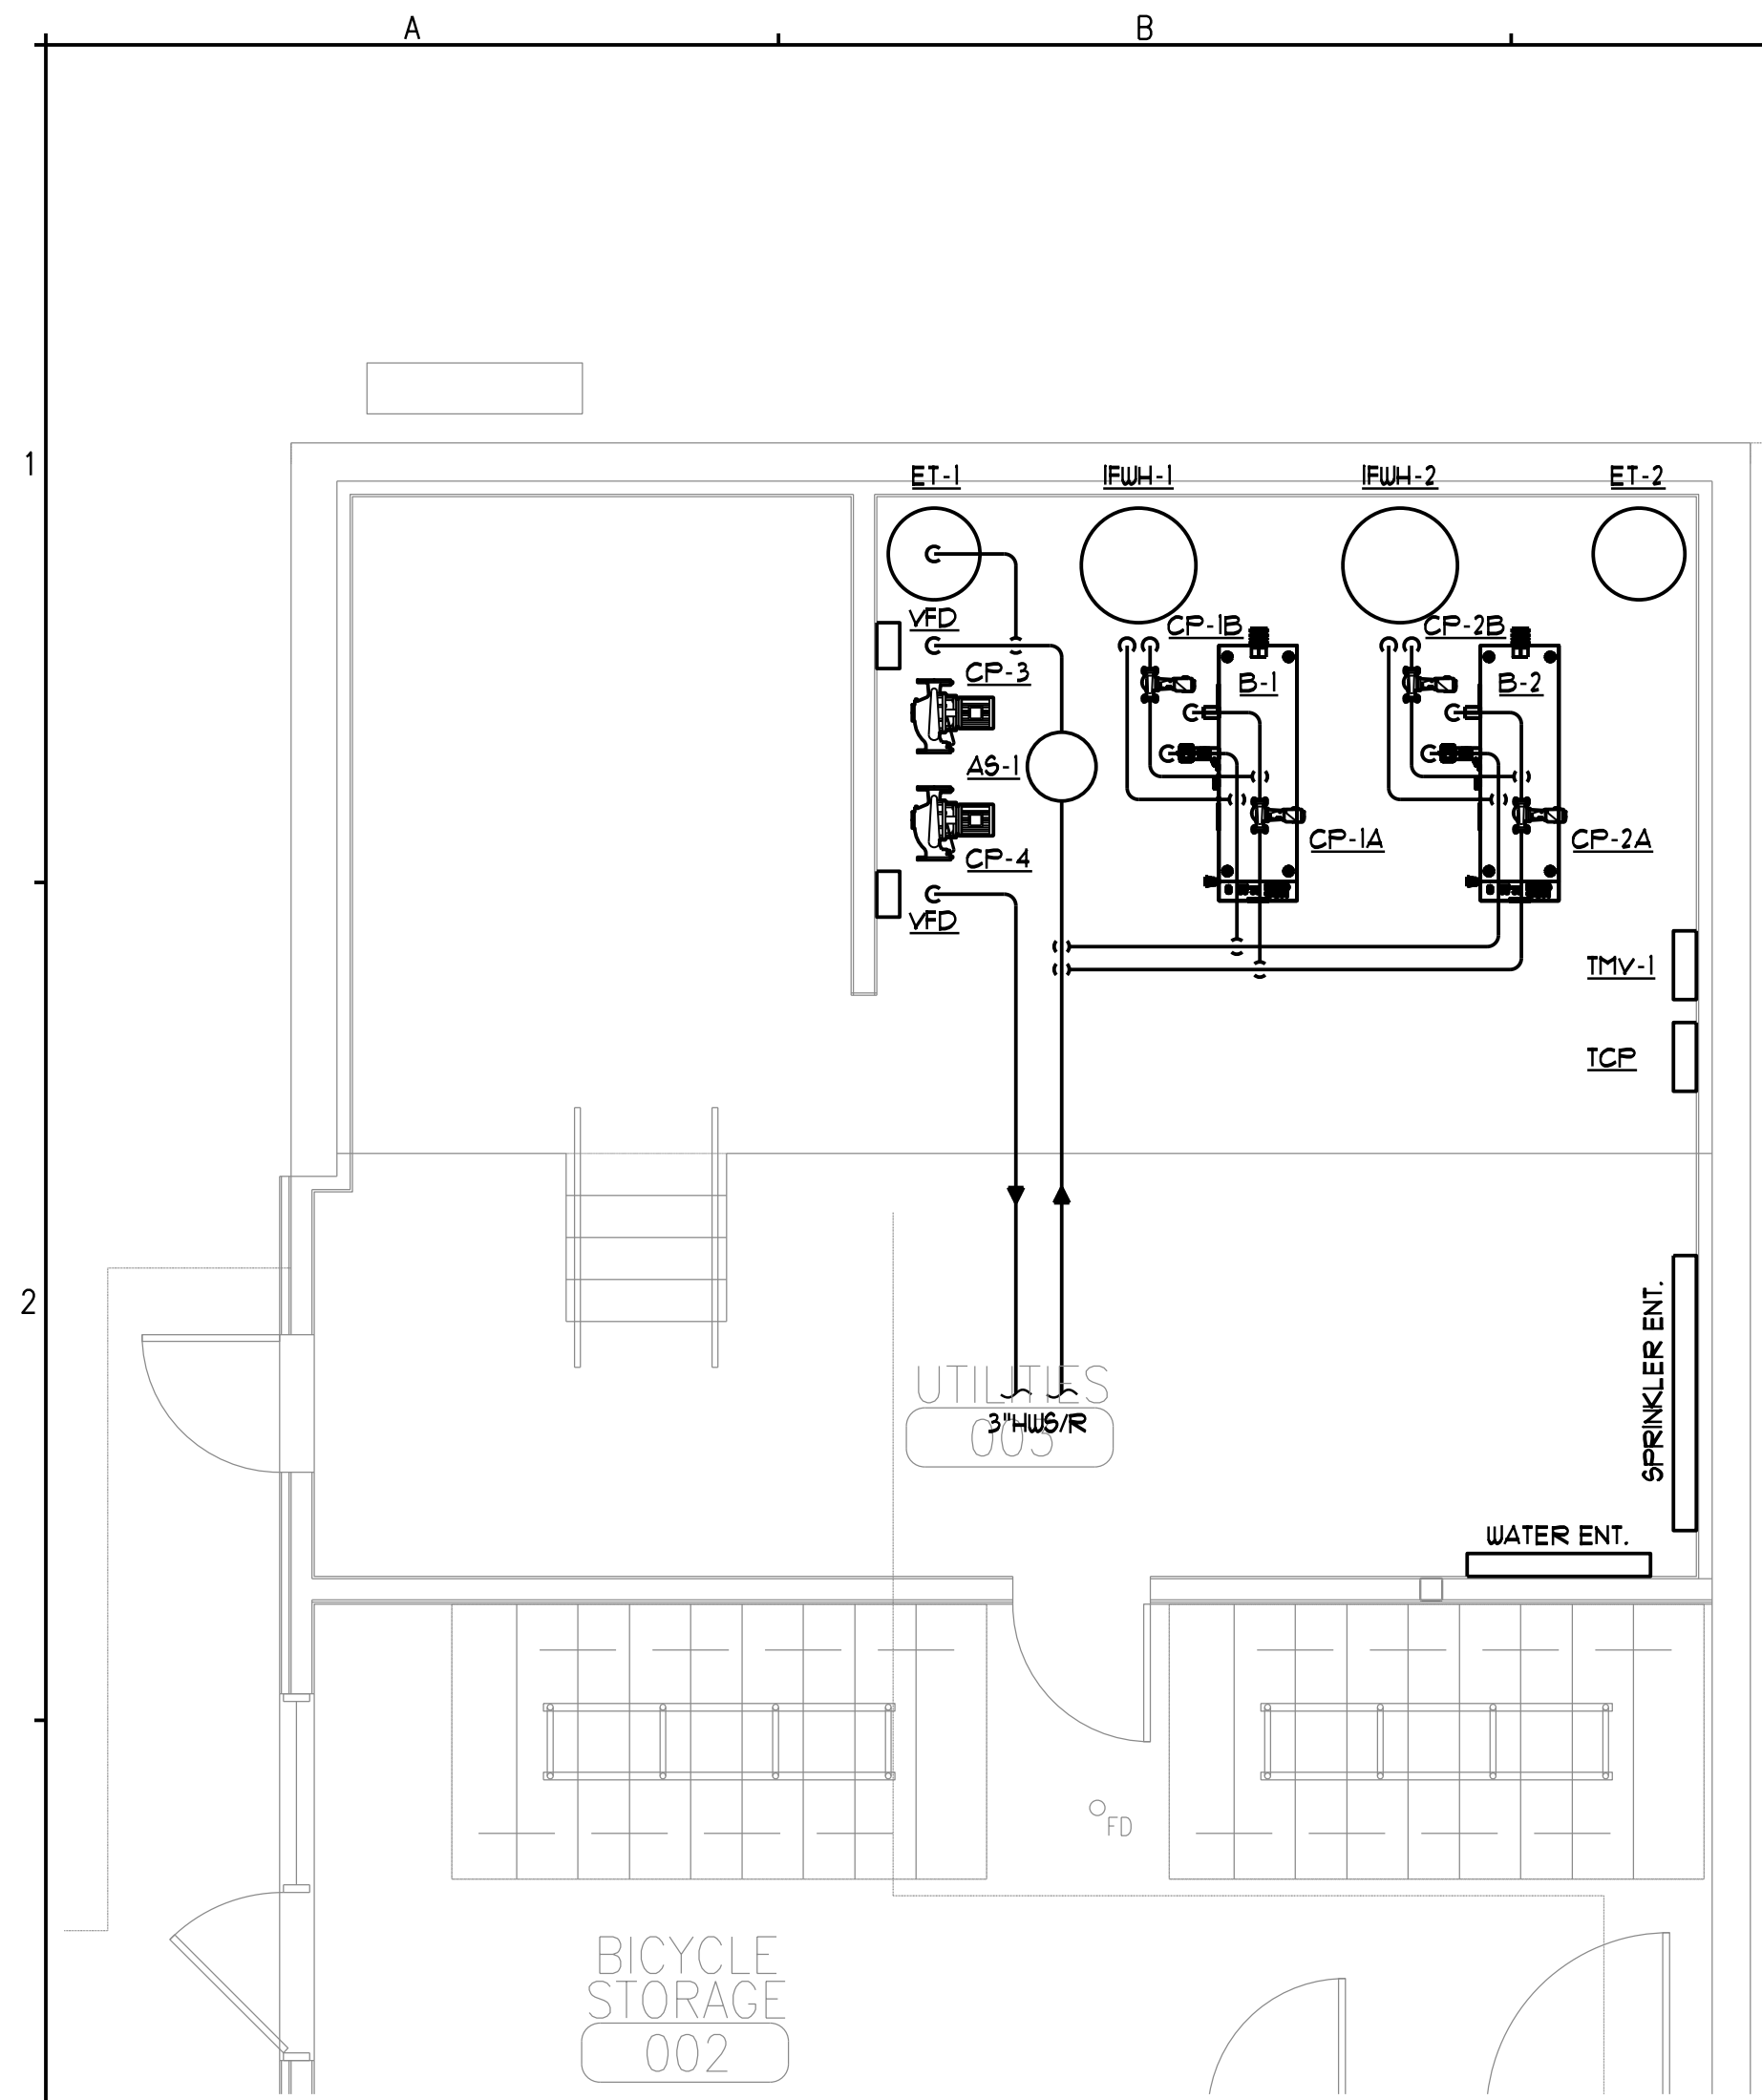 A
B
1
ET-1
IFWH-1
IFWH-2
ET-2
VFD
CP-1B
CP-2B
CP-3
B-1
B-2
AS-1
CP-1A
CP-2A
CP-4
VFD
TMV-1
TCP
2
SPRINKLER ENT.
UTILITIES
003
3"HWS/R
WATER ENT.
FD
BICYCLE
STORAGE
002